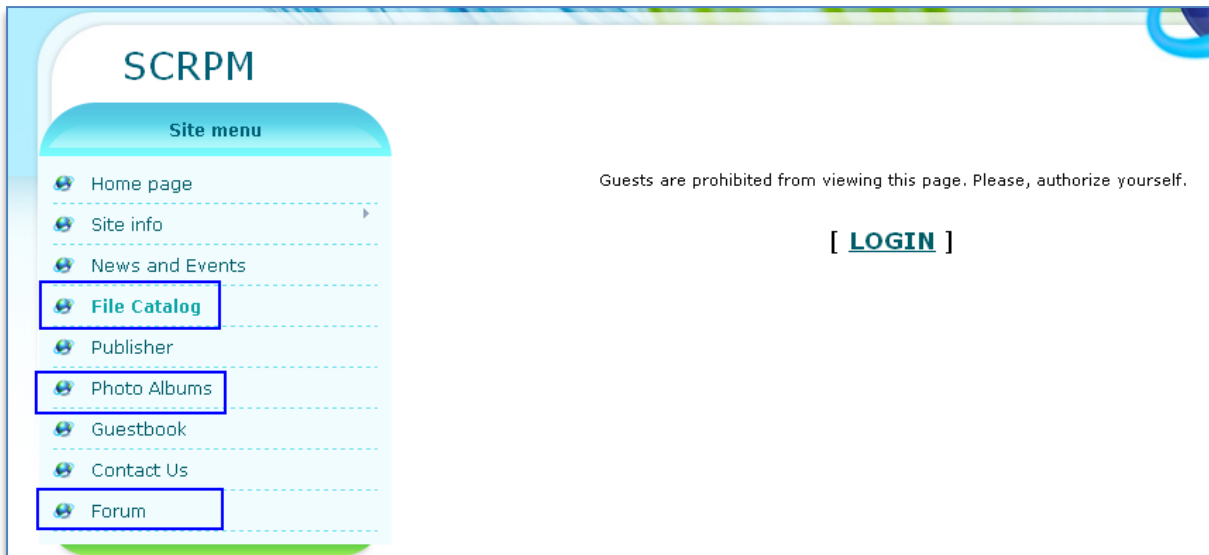 SCRPM
Site menu
Home page
Site info
News and Events
File Catalog
Publisher
Photo Albums
Guestbook
Contact Us
Forum
Guests are prohibited from viewing this page. Please, authorize yourself.
[ LOGIN ]